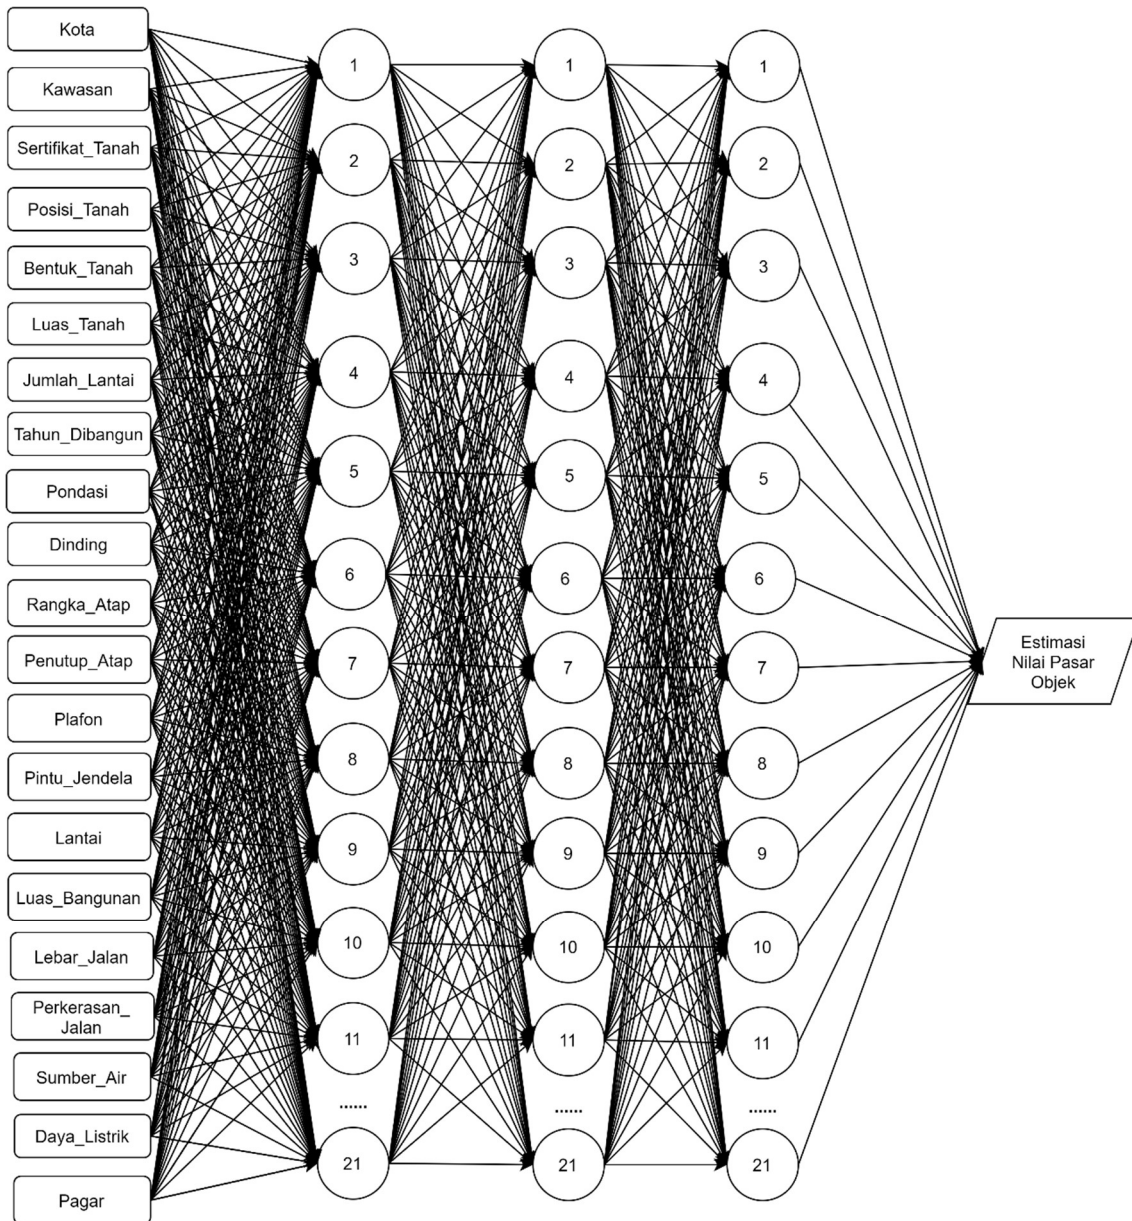 Kota
Kawasan
Sertifikat_Tanah
Posisi_Tanah
Bentuk_Tanah
Luas_Tanah
Jumlah_Lantai
Tahun_Dibangun
Pondasi
Dinding
Rangka_Atap
Penutup_Atap
Plafon
Pintu_Jendela
Lantai
Luas_Bangunan
Lebar_Jalan
Perkerasan_
Jalan
Sumber_Air
Daya_Listrik
Pagar
1
2
3
4
5
6
7
8
9
10
11
......
21
1
2
3
4
5
6
7
8
9
10
11
......
21
1
2
3
4
5
6
7
8
9
10
11
......
21
Estimasi
Nilai Pasar
Objek